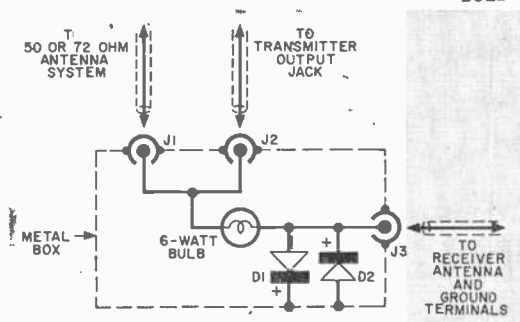 TO
50 OR 72 OHM
ANTENNA
SYSTEM
TO
TRANSMITTER
OUTPUT
JACK
J1
J2
METAL
BOX
6-WATT
BULB
+
D1
+
D2
J3
TO
RECEIVER
ANTENNA
AND
GROUND
TERMINALS